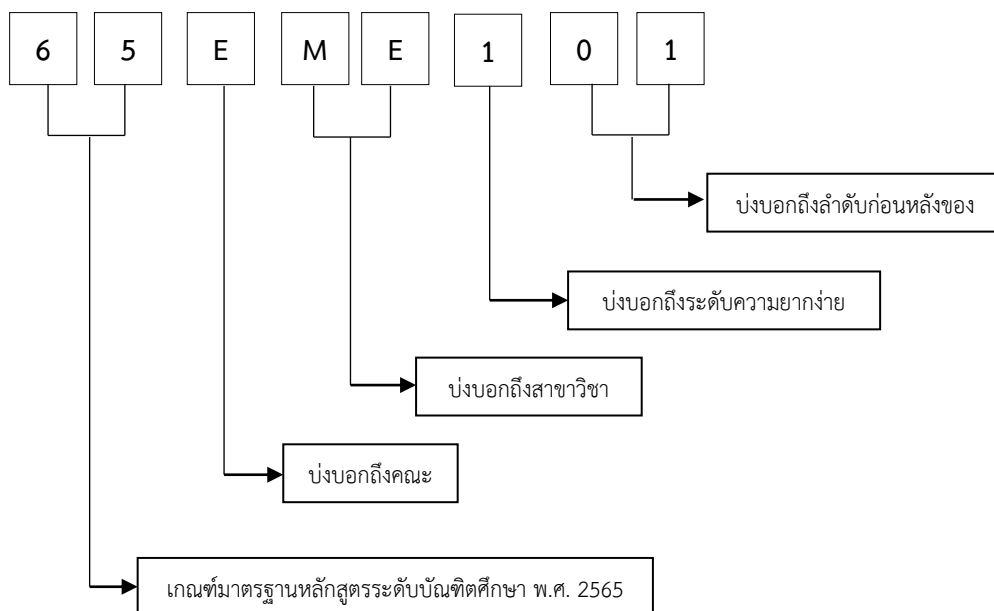 6 5 E M E 1 0 1
บ่งบอกถึงลำดับก่อนหลังของ
บ่งบอกถึงระดับความยากง่าย
บ่งบอกถึงสาขาวิชา
บ่งบอกถึงคณะ
เกณฑ์มาตรฐานหลักสูตรระดับบัณฑิตศึกษา พ.ศ. 2565